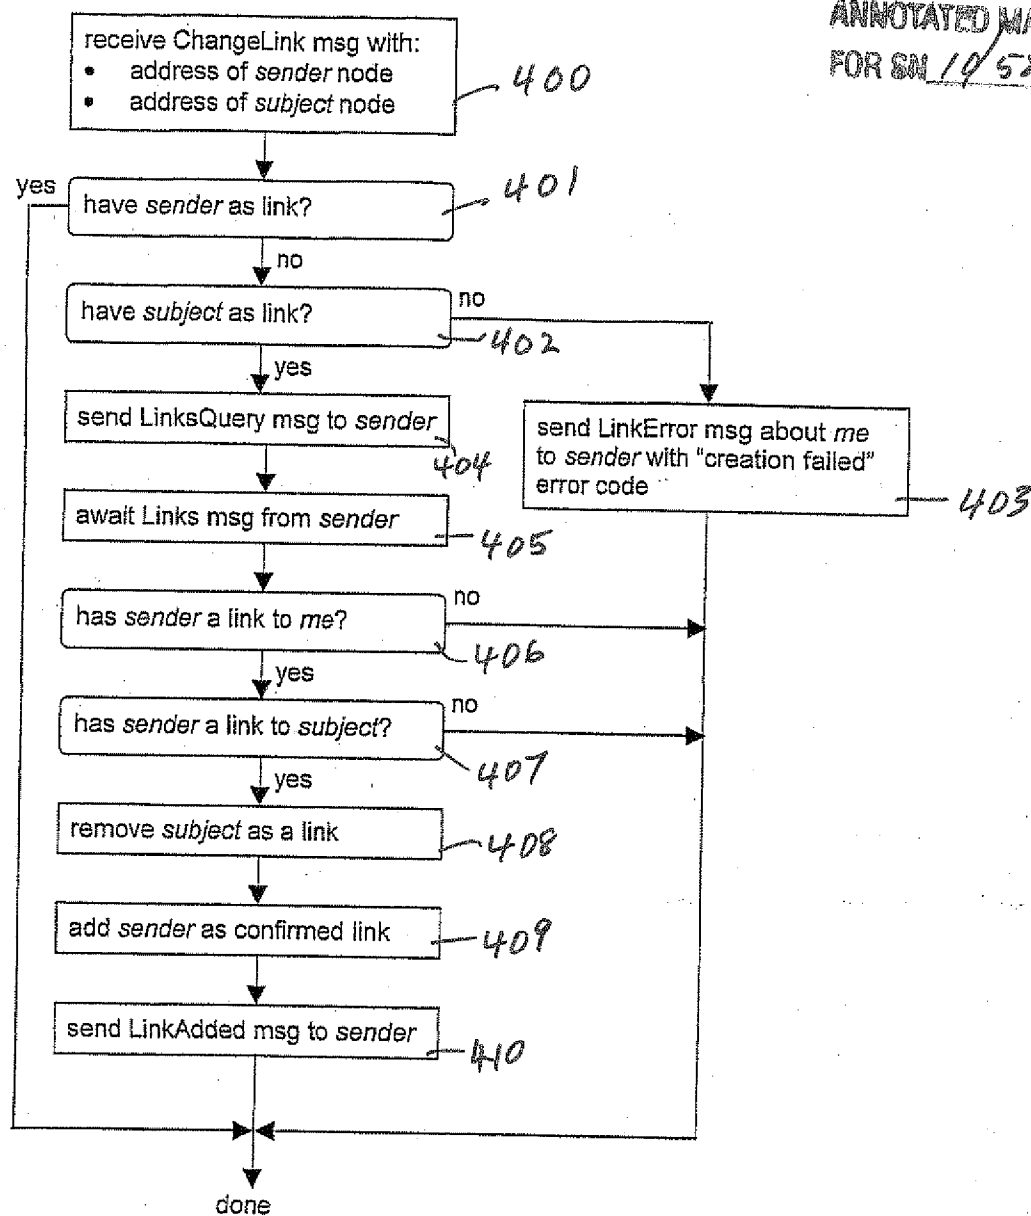 ANNOTATED
FOR SN 10/52
receive ChangeLink msg with:
• address of sender node
• address of subject node
400
yes
have sender as link?
401
no
have subject as link?
no
402
yes
send LinksQuery msg to sender
404
send LinkError msg about me
to sender with "creation failed"
error code
403
await Links msg from sender
405
has sender a link to me?
no
406
yes
has sender a link to subject?
no
407
yes
remove subject as a link
408
add sender as confirmed link
409
send LinkAdded msg to sender
410
done